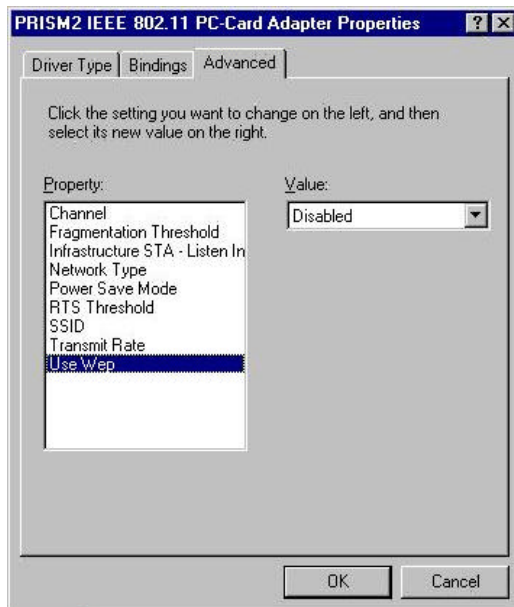 PRISM2 IEEE 802.11 PC-Card Adapter Properties
Driver Type
Bindings
Advanced
Click the setting you want to change on the left, and then
select its new value on the right.
Property:
Value:
Channel
Fragmentation Threshold
Infrastructure STA - Listen In
Network Type
Power Save Mode
RTS Threshold
SSID
Transmit Rate
Use Wep
Disabled
OK
Cancel